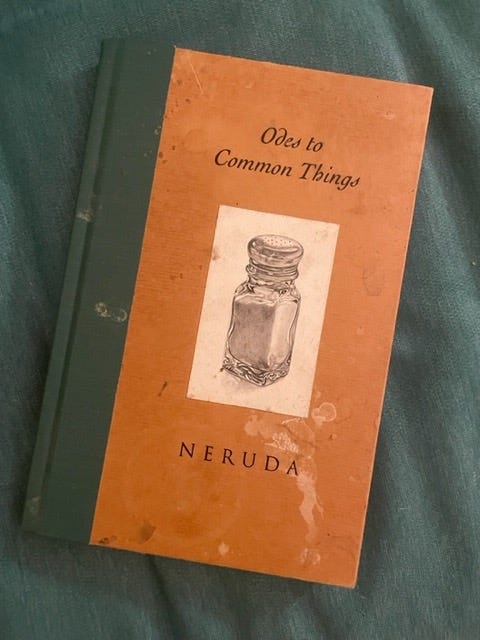 Odes to
Common Things
NERUDA